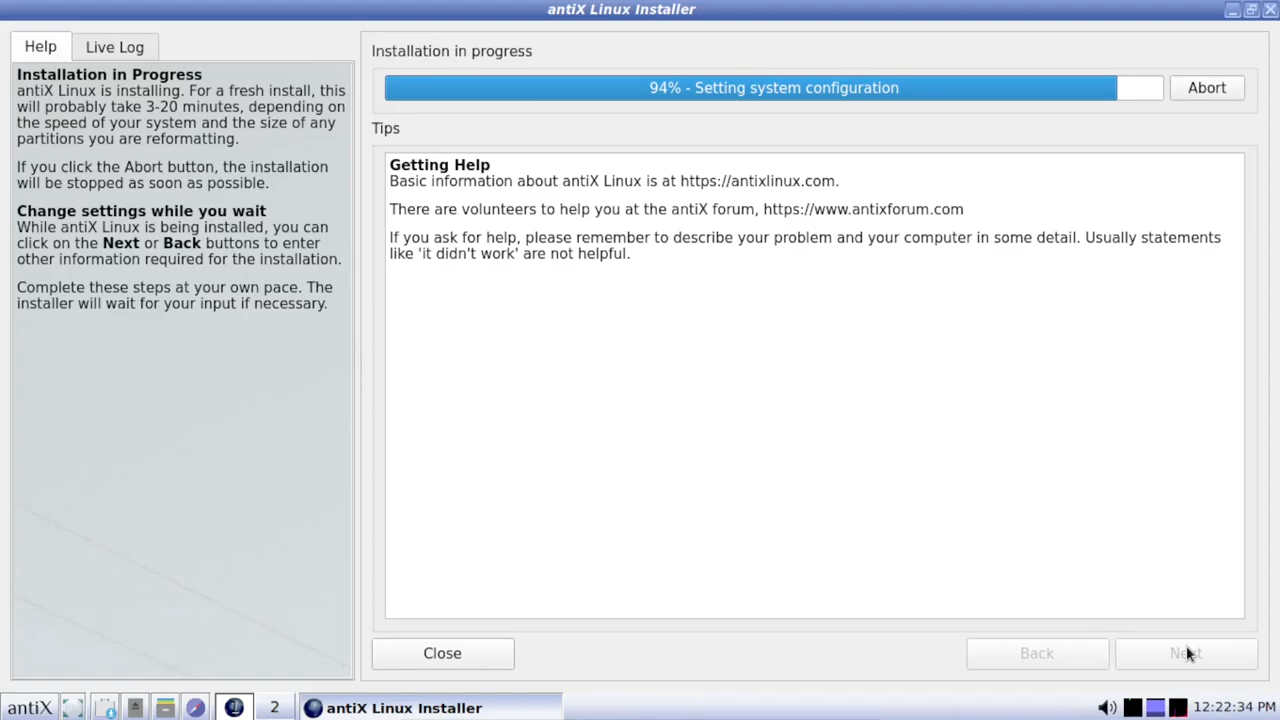 antiX Linux Installer
Help
Live Log
Installation in Progress
antiX Linux is installing. For a fresh install, this
will probably take 3-20 minutes, depending on
the speed of your system and the size of any
partitions you are reformatting.
If you click the Abort button, the installation
will be stopped as soon as possible.
Change settings while you wait
While antiX Linux is being installed, you can
click on the Next or Back buttons to enter
other information required for the installation.
Complete these steps at your own pace. The
installer will wait for your input if necessary.
Installation in progress
94% - Setting system configuration
Abort
Tips
Getting Help
Basic information about antiX Linux is at https://antixlinux.com.
There are volunteers to help you at the antiX forum, https://www.antixforum.com
If you ask for help, please remember to describe your problem and your computer in some detail. Usually statements
like 'it didn't work' are not helpful.
Close
Back
Next
antiX
2
antiX Linux Installer
12:22:34 PM